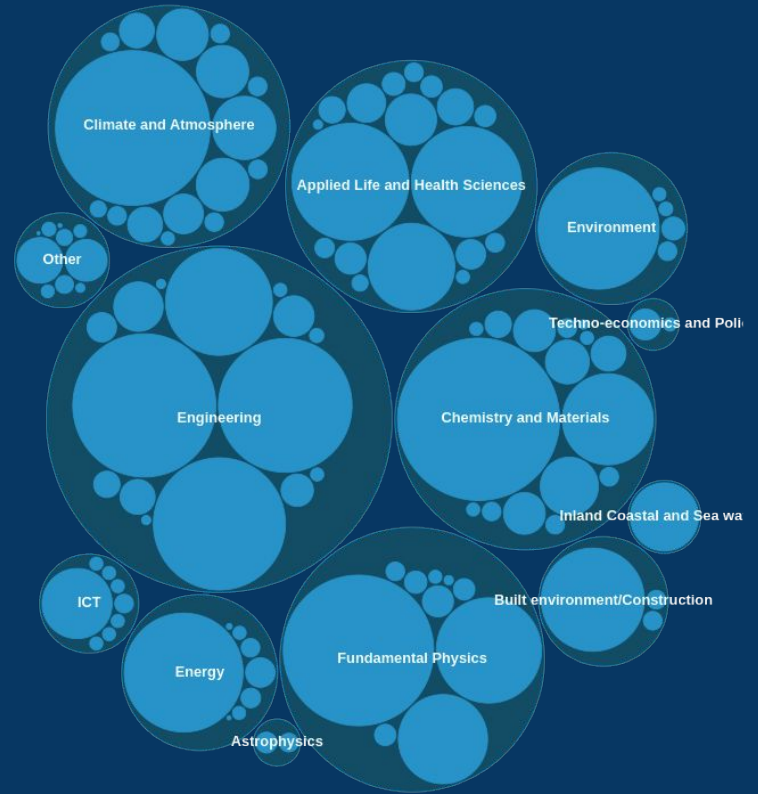 Climate and Atmosphere
Applied Life and Health Sciences
Environment
Other
Techno-economics and Poli
Engineering
Chemistry and Materials
Inland Coastal and Sea wa
ICT
Built environment/Construction
Fundamental Physics
Energy
Astrophysics